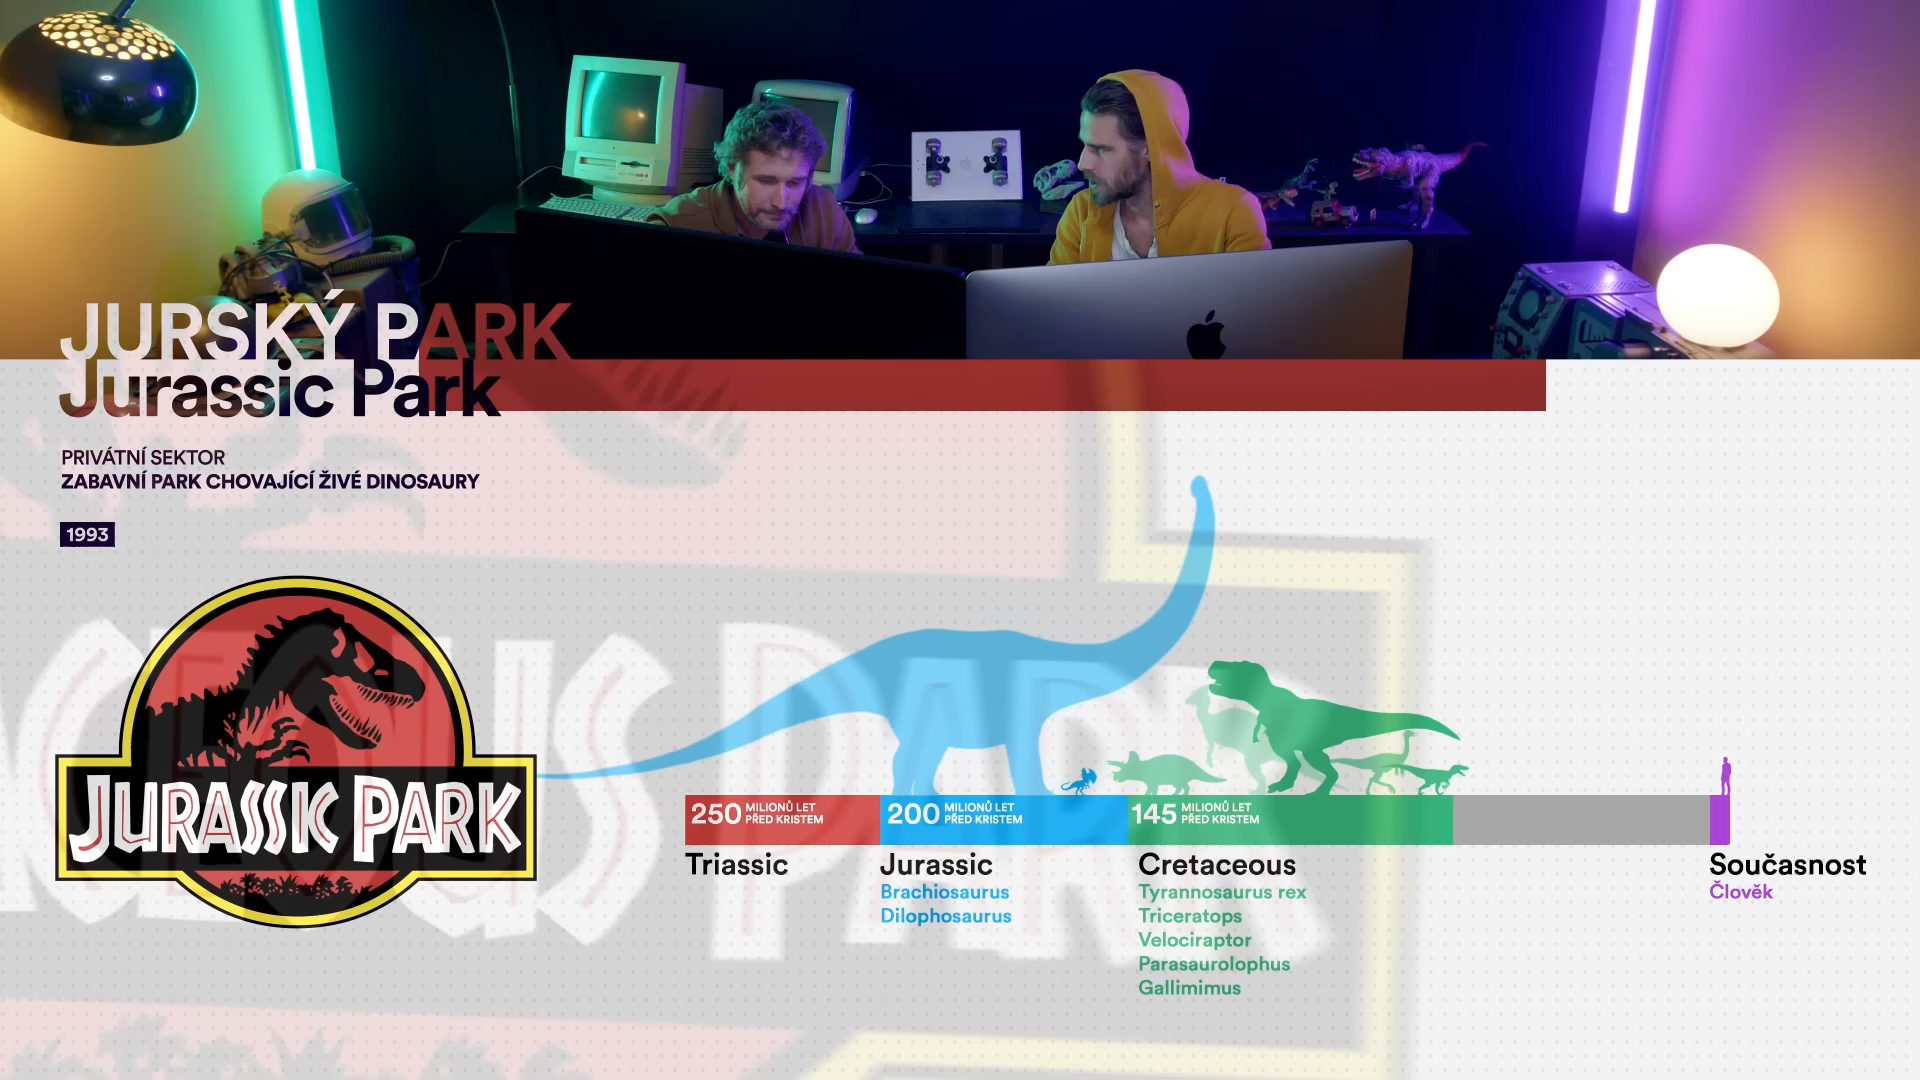 JURSKÝ PARK
Jurassic Park
PRIVÁTNÍ SEKTOR
ZABAVNÍ PARK CHOVAJÍCÍ ŽIVÉ DINOSAURY
1993
JURASSIC PARK
250 MILIONŮ LET PŘED KRISTEM
200 MILIONŮ LET PŘED KRISTEM
145 MILIONŮ LET PŘED KRISTEM
Triassic
Jurassic
Brachiosaurus
Dilophosaurus
Cretaceous
Tyrannosaurus rex
Triceratops
Velociraptor
Parasaurolophus
Gallimimus
Současnost
Člověk